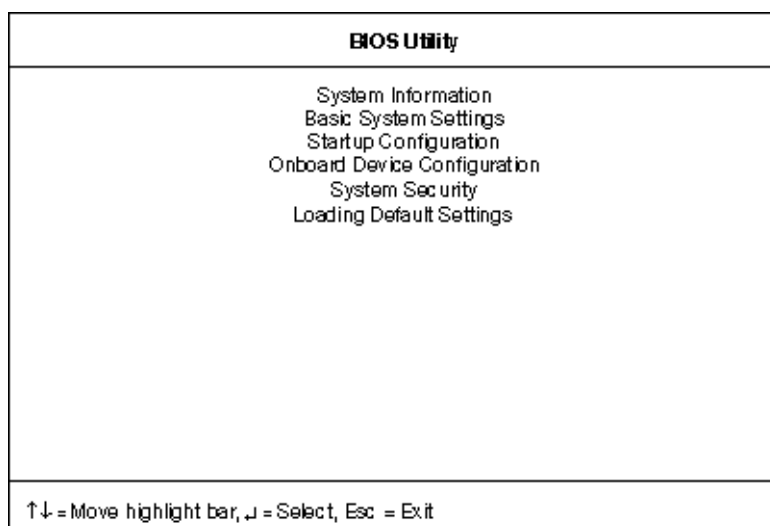 BIOS Utility
System Information
Basic System Settings
Startup Configuration
Onboard Device Configuration
System Security
Loading Default Settings
↑↓ = Move highlight bar, ↵ = Select, Esc = Exit